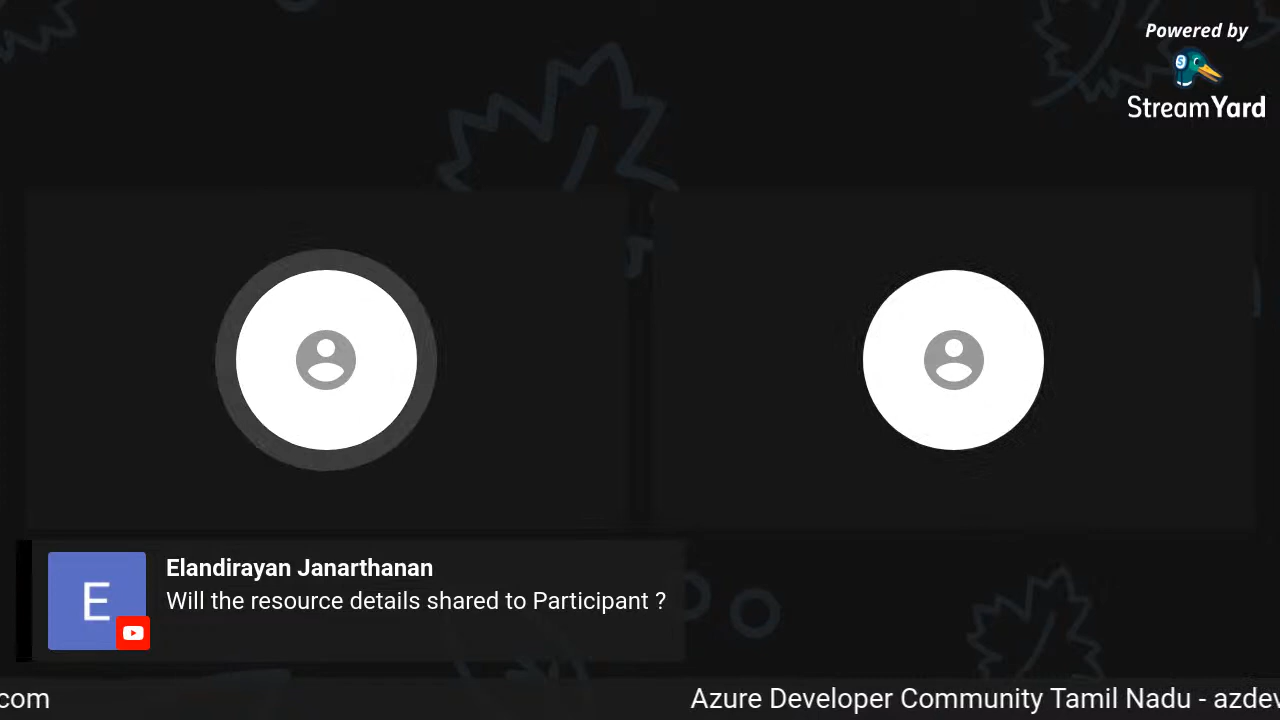 Powered by
StreamYard
E
Elandirayan Janarthanan
Will the resource details shared to Participant ?
com
Azure Developer Community Tamil Nadu - azdev